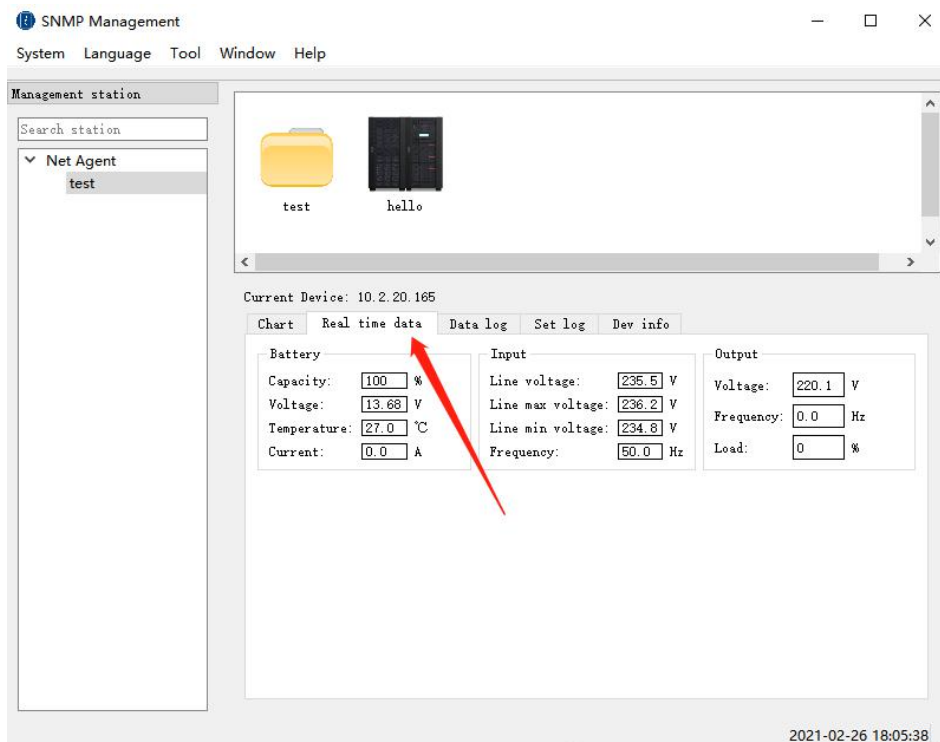 SNMP Management
System Language Tool Window Help
Management station
Search station
Net Agent
test
test hello
Current Device: 10.2.20.165
Chart Real time data Data log Set log Dev info
Battery
Capacity: 100 %
Voltage: 13.68 V
Temperature: 27.0 ℃
Current: 0.0 A
Input
Line voltage: 235.5 V
Line max voltage: 236.2 V
Line min voltage: 234.8 V
Frequency: 50.0 Hz
Output
Voltage: 220.1 V
Frequency: 0.0 Hz
Load: 0 %
2021-02-26 18:05:38